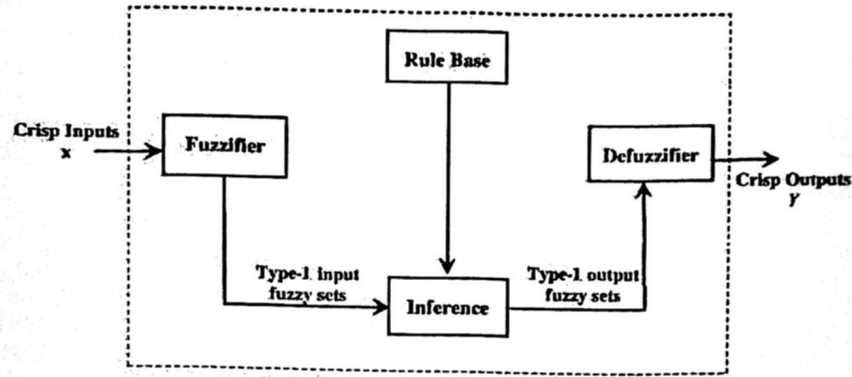 Rule Base
Crisp Inputs
x
Fuzzifier
Defuzzifier
Crisp Outputs
Y
Type-1 input
fuzzy sets
Inference
Type-1 output
fuzzy sets